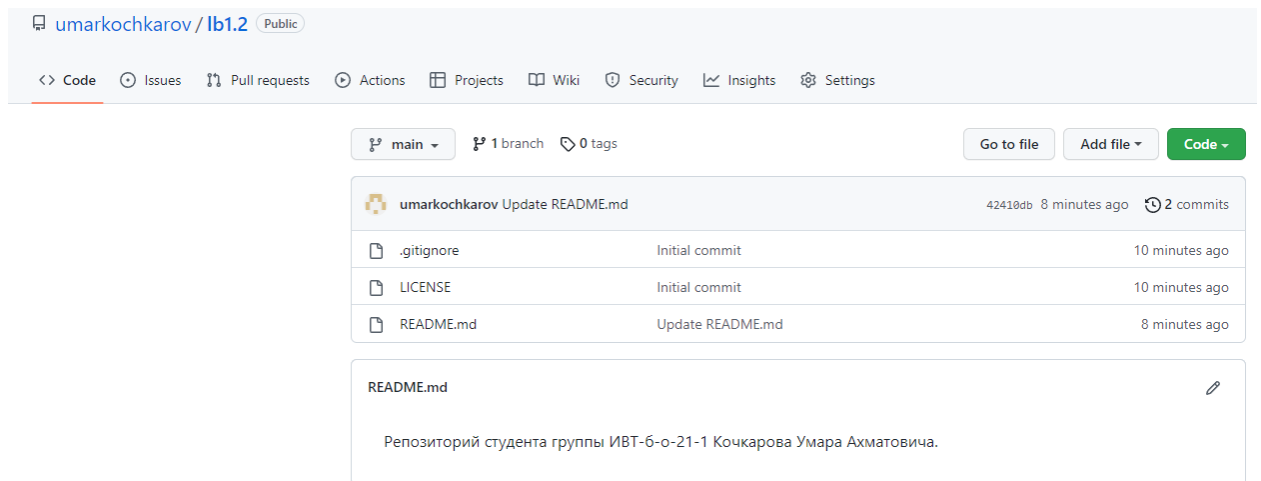 umarkochkarov / lb1.2 Public
Code Issues Pull requests Actions Projects Wiki Security Insights Settings
main 1 branch 0 tags Go to file Add file Code
umarkochkarov Update README.md 42410db 8 minutes ago 2 commits
.gitignore Initial commit 10 minutes ago
LICENSE Initial commit 10 minutes ago
README.md Update README.md 8 minutes ago
README.md
Репозиторий студента группы ИВТ-б-о-21-1 Кочкарова Умара Ахматовича.